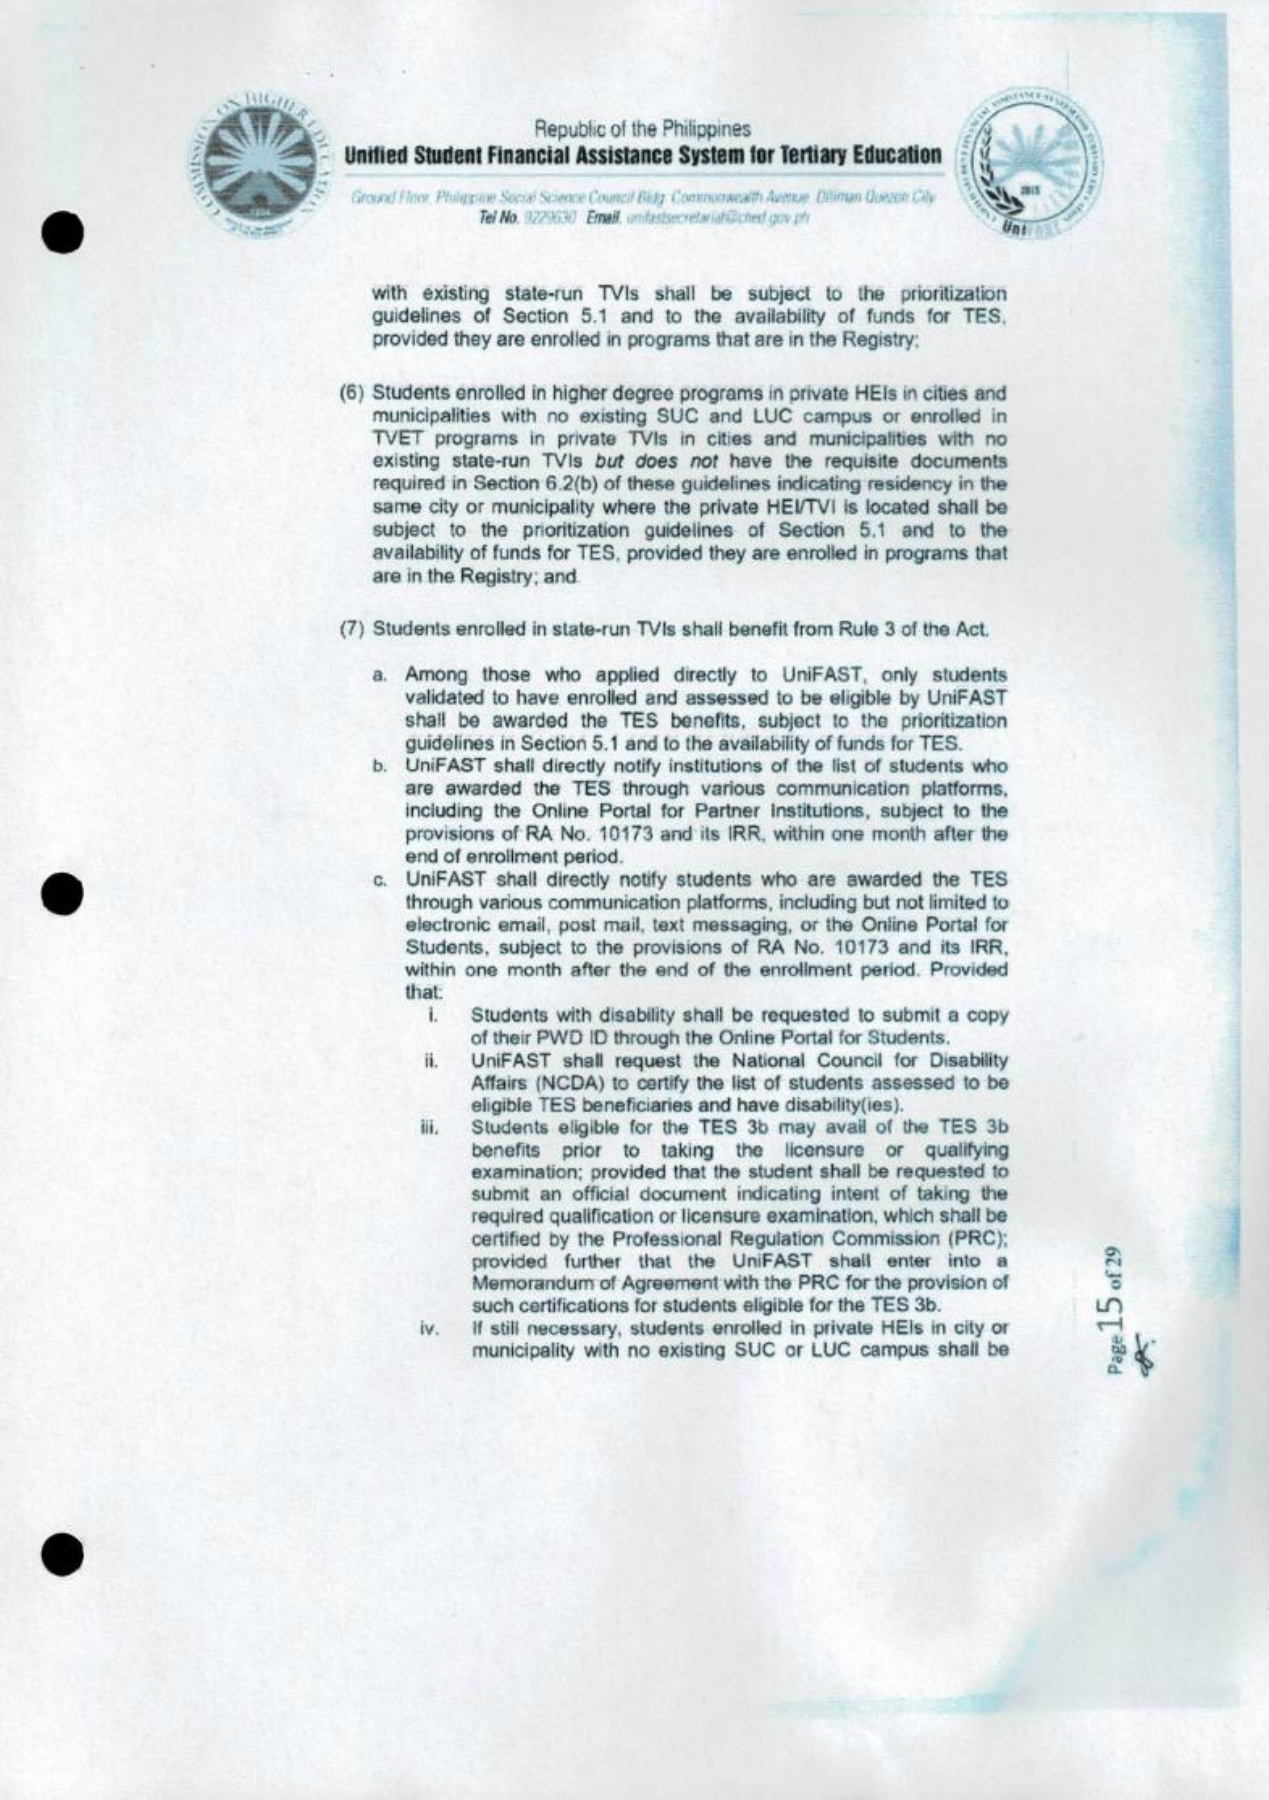 COMMISSION ON HIGHER EDUCATION
Republic of the Philippines
Unified Student Financial Assistance System for Tertiary Education
Ground Floor, Philippine Social Science Council Bldg. Commonwealth Avenue, Diliman Quezon City
Tel No. 9229630 Email. unifastsecretariat@ched.gov.ph
2015
UniFAST
with existing state-run TVIs shall be subject to the prioritization
guidelines of Section 5.1 and to the availability of funds for TES,
provided they are enrolled in programs that are in the Registry;
(6) Students enrolled in higher degree programs in private HEIs in cities and
municipalities with no existing SUC and LUC campus or enrolled in
TVET programs in private TVIs in cities and municipalities with no
existing state-run TVIs but does not have the requisite documents
required in Section 6.2(b) of these guidelines indicating residency in the
same city or municipality where the private HEI/TVI is located shall be
subject to the prioritization guidelines of Section 5.1 and to the
availability of funds for TES, provided they are enrolled in programs that
are in the Registry; and
(7) Students enrolled in state-run TVIs shall benefit from Rule 3 of the Act.
a. Among those who applied directly to UniFAST, only students
validated to have enrolled and assessed to be eligible by UniFAST
shall be awarded the TES benefits, subject to the prioritization
guidelines in Section 5.1 and to the availability of funds for TES.
b. UniFAST shall directly notify institutions of the list of students who
are awarded the TES through various communication platforms,
including the Online Portal for Partner Institutions, subject to the
provisions of RA No. 10173 and its IRR, within one month after the
end of enrollment period.
c. UniFAST shall directly notify students who are awarded the TES
through various communication platforms, including but not limited to
electronic email, post mail, text messaging, or the Online Portal for
Students, subject to the provisions of RA No. 10173 and its IRR,
within one month after the end of the enrollment period. Provided
that:
i. Students with disability shall be requested to submit a copy
of their PWD ID through the Online Portal for Students.
ii. UniFAST shall request the National Council for Disability
Affairs (NCDA) to certify the list of students assessed to be
eligible TES beneficiaries and have disability(ies).
iii. Students eligible for the TES 3b may avail of the TES 3b
benefits prior to taking the licensure or qualifying
examination; provided that the student shall be requested to
submit an official document indicating intent of taking the
required qualification or licensure examination, which shall be
certified by the Professional Regulation Commission (PRC);
provided further that the UniFAST shall enter into a
Memorandum of Agreement with the PRC for the provision of
such certifications for students eligible for the TES 3b.
iv. If still necessary, students enrolled in private HEIs in city or
municipality with no existing SUC or LUC campus shall be
Page 15 of 29